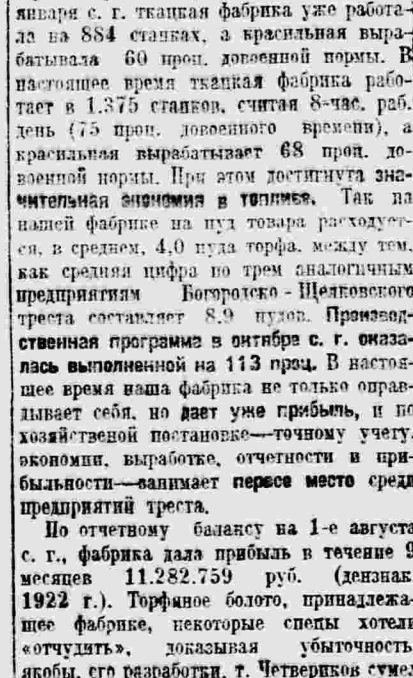 января с. г. ткацкая фабрика уже работа-
ла на 884 станках, а красильная выра-
батывала 60 проц. довоенной нормы. В
настоящее время ткацкая фабрика рабо-
тает в 1.375 станков, считая 8-час. раб.
день (75 проц. довоенного времени), а
красильная вырабатывает 68 проц. до-
военной нормы. При этом достигнута зна-
чительная экономия в топливе. Так на
нашей фабрике на пуд товара расходует-
ся, в среднем, 4,0 пуда торфа, между тем,
как средняя цифра по трем аналогичным
предприятиям Богородско-Щелковского
треста составляет 8,9 пудов. Производ-
ственная программа в октябре с. г. оказа-
лась выполненной на 113 проц. В настоя-
щее время наша фабрика не только оправ-
дывает себя, но дает уже прибыль, и по
хозяйственой постановке—точному учету,
экономии, выработке, отчетности и при-
быльности—занимает первое место среди
предприятий треста.
По отчетному балансу на 1-е августа
с. г., фабрика дала прибыль в течение 9
месяцев 11.282.759 руб. (дензнак.
1922 г.). Торфяное болото, принадлежа-
щее фабрике, некоторые спецы хотели
«отчудить», доказывая убыточность
якобы, его разработки, т. Четвериков сумел